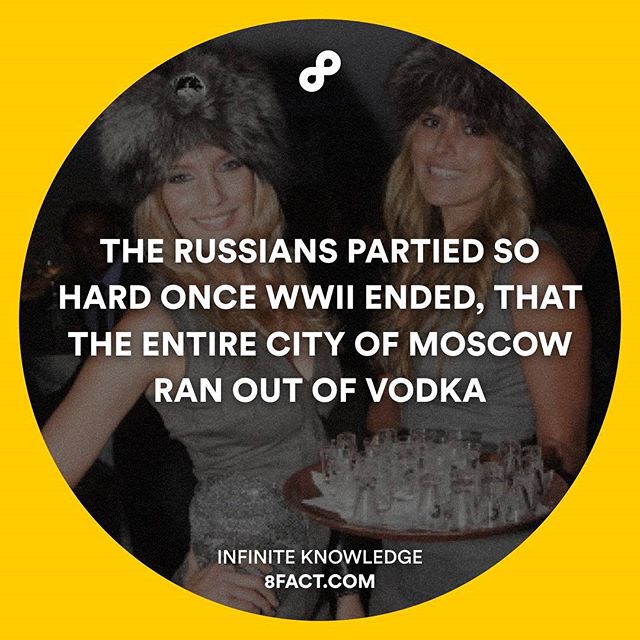 THE RUSSIANS PARTIED SO
HARD ONCE WWII ENDED, THAT
THE ENTIRE CITY OF MOSCOW
RAN OUT OF VODKA
INFINITE KNOWLEDGE
8FACT.COM